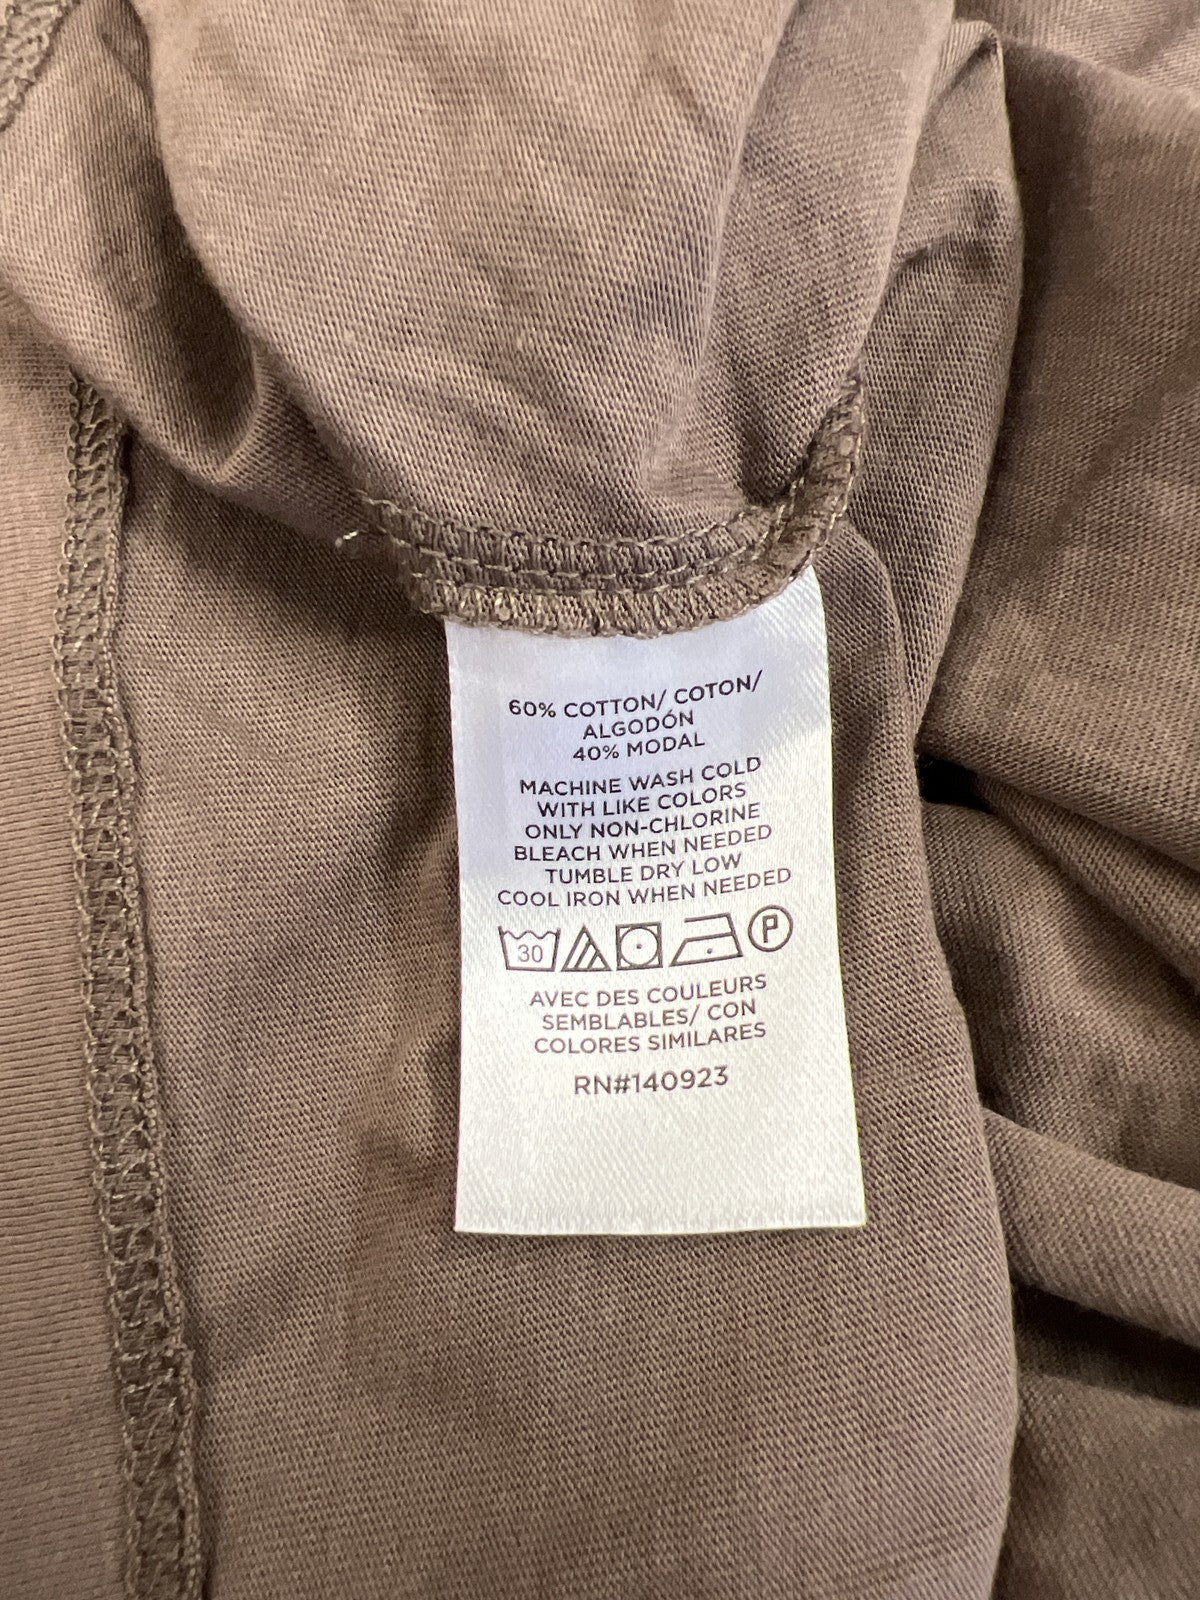 60% COTTON/ COTON/
ALGODÓN
40% MODAL
MACHINE WASH COLD
WITH LIKE COLORS
ONLY NON-CHLORINE
BLEACH WHEN NEEDED
TUMBLE DRY LOW
COOL IRON WHEN NEEDED
30 P
AVEC DES COULEURS
SEMBLABLES/ CON
COLORES SIMILARES
RN#140923